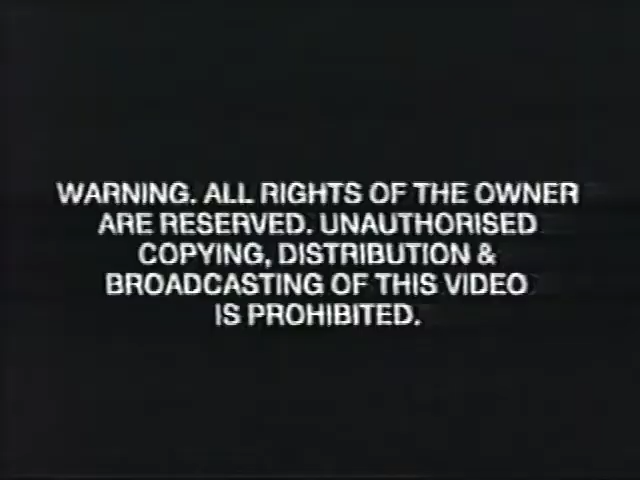 WARNING. ALL RIGHTS OF THE OWNER
ARE RESERVED. UNAUTHORISED
COPYING, DISTRIBUTION &
BROADCASTING OF THIS VIDEO
IS PROHIBITED.